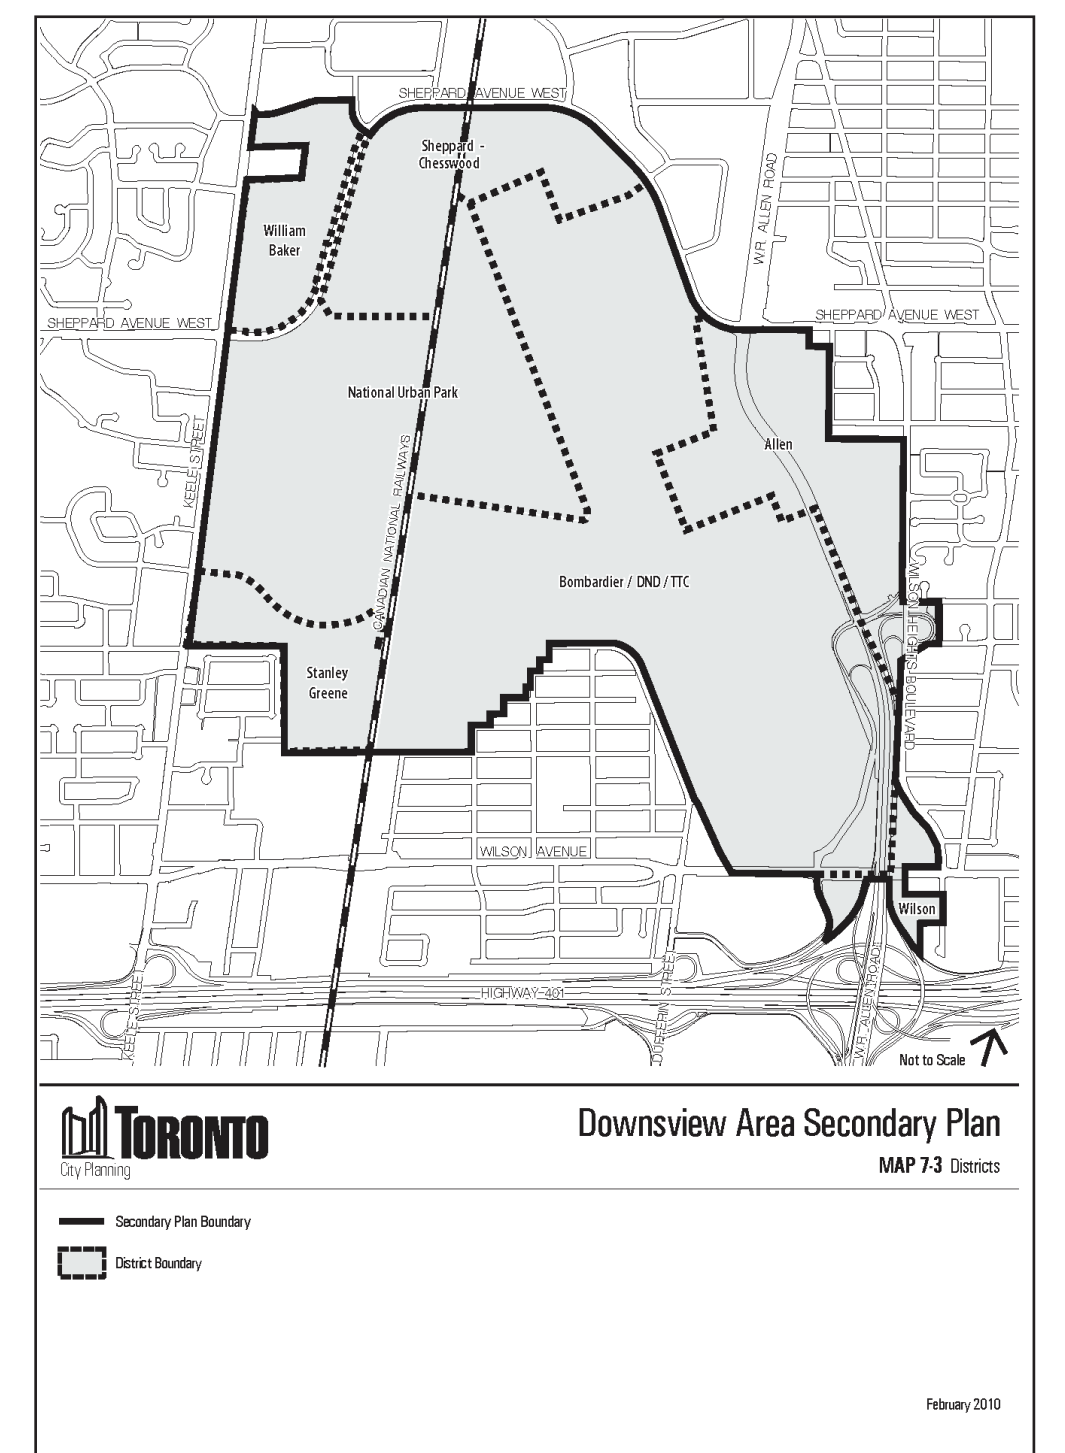 SHEPPARD AVENUE WEST
Sheppard -
Chesswood
W.R. ALLEN ROAD
William
Baker
SHEPPARD AVENUE WEST
SHEPPARD AVENUE WEST
National Urban Park
KEELE STREET
CANADIAN NATIONAL RAILWAYS
Allen
Bombardier / DND / TTC
WILSON HEIGHTS BOULEVARD
Stanley
Greene
WILSON AVENUE
Wilson
KEELE STREET
HIGHWAY 401
DUFFERIN STREET
W.R. ALLEN ROAD
Not to Scale
TORONTO
City Planning
Downsview Area Secondary Plan
MAP 7-3 Districts
Secondary Plan Boundary
District Boundary
February 2010